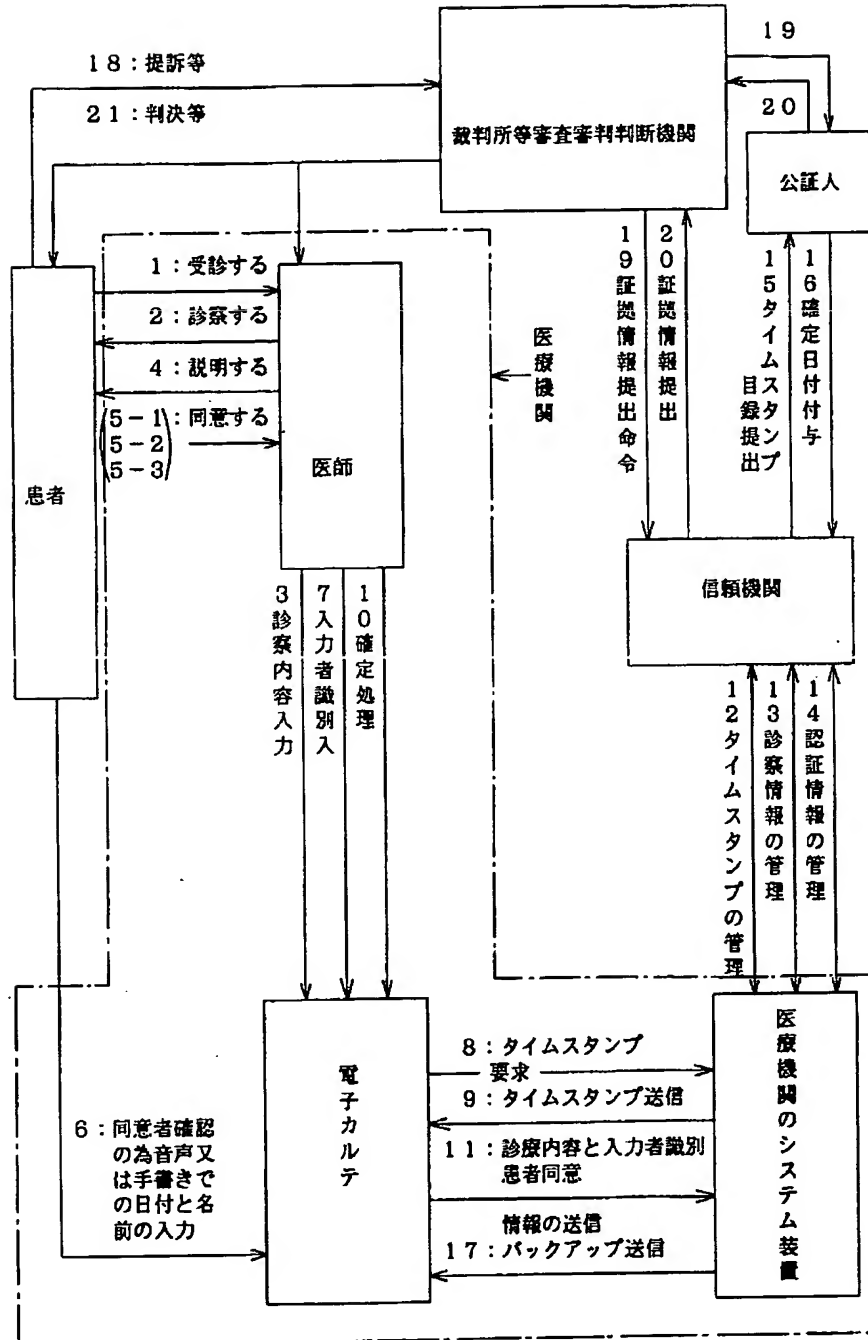 18：提訴等
21：判決等
裁判所等審査審判判断機関
19
20
公証人
1：受診する
2：診察する
4：説明する
5－1
5－2
5－3
：同意する
患者
医師
医療機関
19証拠情報提出命令
20証拠情報提出
15タイムスタンプ
目録提出
16確定日付付与
信頼機関
3診察内容入力
7入力者識別入
10確定処理
12タイムスタンプの管理
13診察情報の管理
14認証情報の管理
電子カルテ
8：タイムスタンプ
要求
9：タイムスタンプ送信
11：診療内容と入力者識別
患者同意
情報の送信
17：バックアップ送信
医療機関のシステム装置
6：同意者確認
の為音声又
は手書きで
の日付と名
前の入力